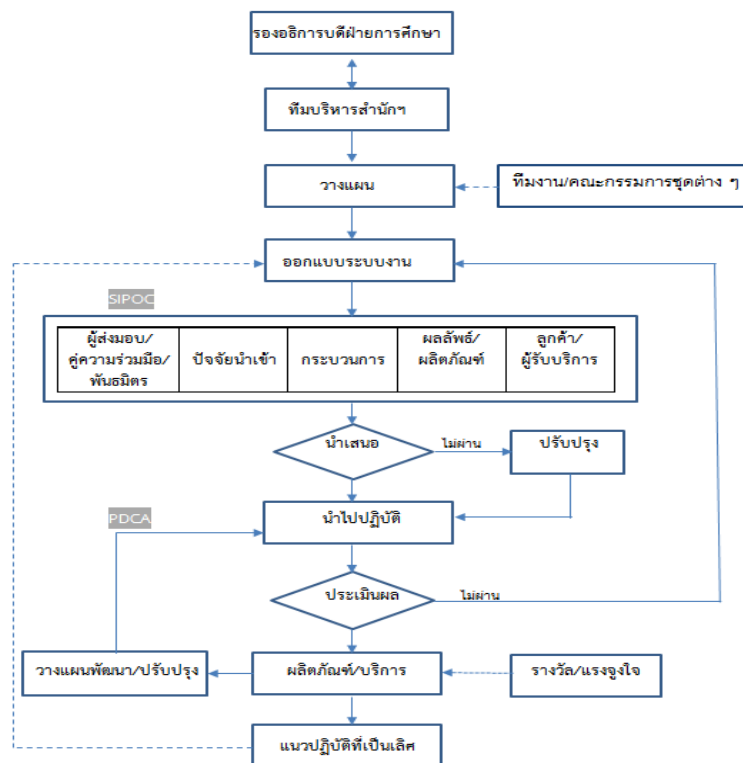 รองอธิการบดีฝ่ายการศึกษา
ทีมบริหารสำนักฯ
วางแผน
ทีมงาน/คณะกรรมการชุดต่าง ๆ
ออกแบบระบบงาน
SIPOC
ผู้ส่งมอบ/
คู่ความร่วมมือ/
พันธมิตร
ปัจจัยนำเข้า
กระบวนการ
ผลลัพธ์/
ผลิตภัณฑ์
ลูกค้า/
ผู้รับบริการ
นำเสนอ
ไม่ผ่าน
ปรับปรุง
PDCA
นำไปปฏิบัติ
ประเมินผล
ไม่ผ่าน
วางแผนพัฒนา/ปรับปรุง
ผลิตภัณฑ์/บริการ
รางวัล/แรงจูงใจ
แนวปฏิบัติที่เป็นเลิศ